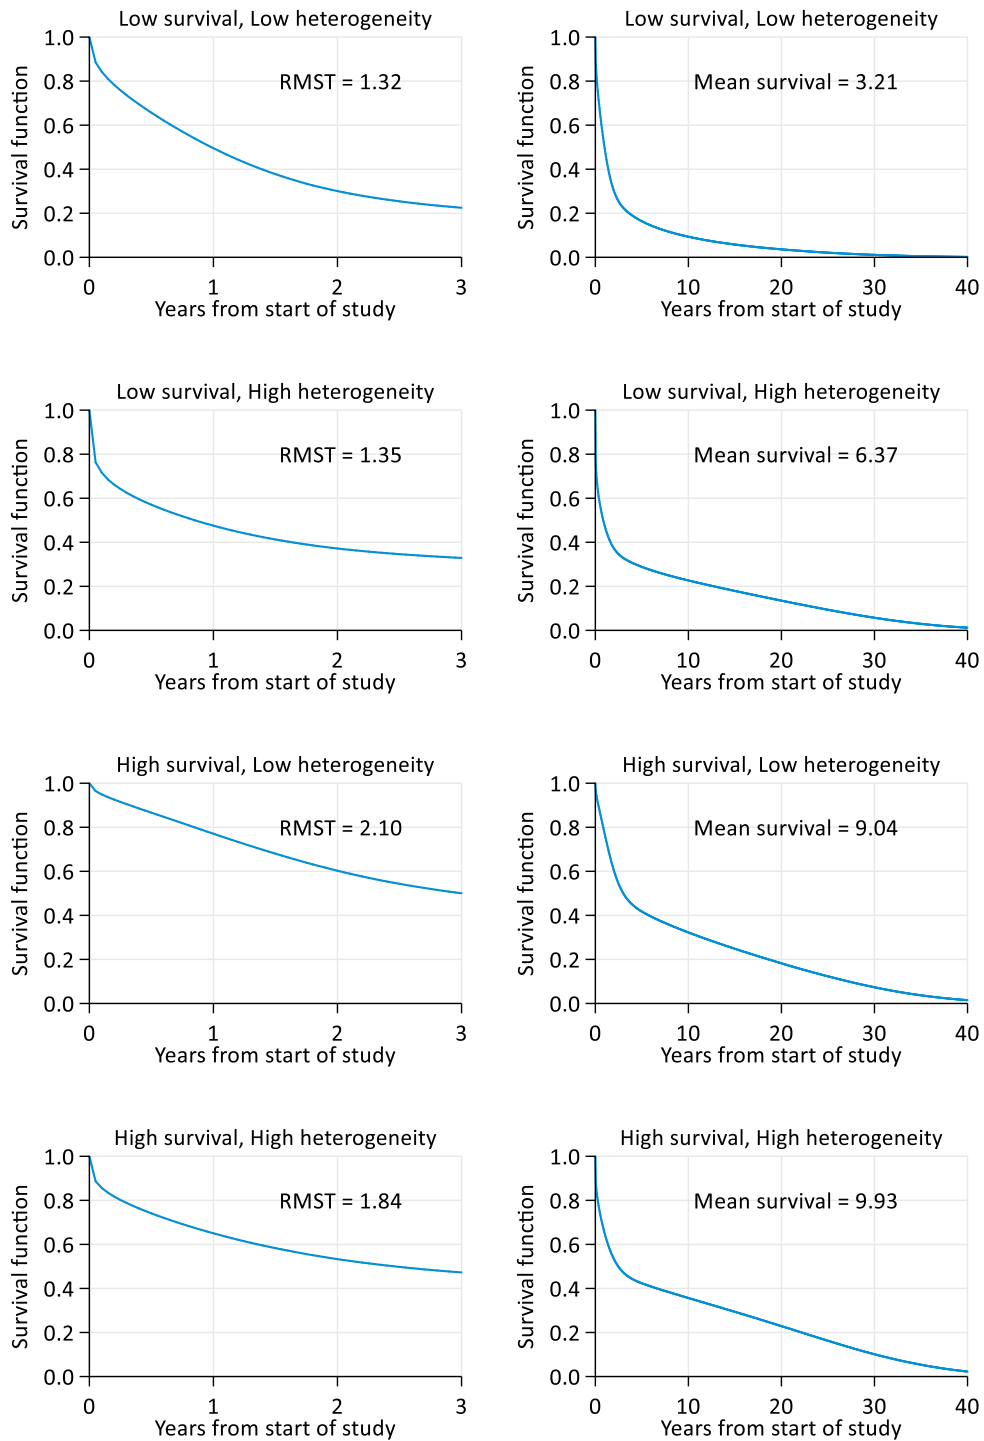 Low survival, Low heterogeneity
Survival function
1.0
0.8
0.6
0.4
0.2
0.0
RMST = 1.32
0 1 2 3
Years from start of study
Low survival, Low heterogeneity
Survival function
1.0
0.8
0.6
0.4
0.2
0.0
Mean survival = 3.21
0 10 20 30 40
Years from start of study
Low survival, High heterogeneity
Survival function
1.0
0.8
0.6
0.4
0.2
0.0
RMST = 1.35
0 1 2 3
Years from start of study
Low survival, High heterogeneity
Survival function
1.0
0.8
0.6
0.4
0.2
0.0
Mean survival = 6.37
0 10 20 30 40
Years from start of study
High survival, Low heterogeneity
Survival function
1.0
0.8
0.6
0.4
0.2
0.0
RMST = 2.10
0 1 2 3
Years from start of study
High survival, Low heterogeneity
Survival function
1.0
0.8
0.6
0.4
0.2
0.0
Mean survival = 9.04
0 10 20 30 40
Years from start of study
High survival, High heterogeneity
Survival function
1.0
0.8
0.6
0.4
0.2
0.0
RMST = 1.84
0 1 2 3
Years from start of study
High survival, High heterogeneity
Survival function
1.0
0.8
0.6
0.4
0.2
0.0
Mean survival = 9.93
0 10 20 30 40
Years from start of study